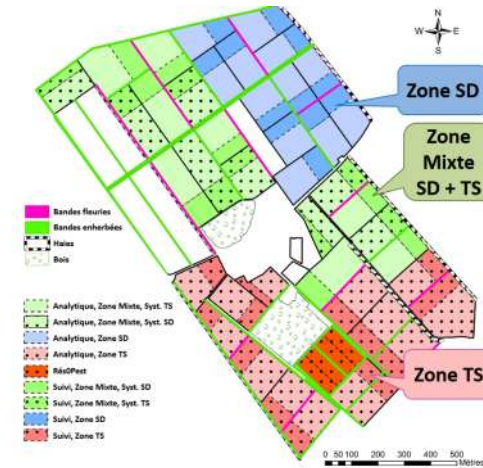 N
W
E
S
Zone SD
Zone
Mixte
SD + TS
Bandes fleuries
Bandes enherbées
Haies
Bois
Analytique, Zone Mixte, Syst. TS
Analytique, Zone Mixte, Syst. SD
Analytique, Zone SD
Analytique, Zone TS
Rés0Pest
Suivi, Zone Mixte, Syst. SD
Suivi, Zone Mixte, Syst. TS
Suivi, Zone SD
Suivi, Zone TS
Zone TS
0 50 100 200 300 400 500
Mètres